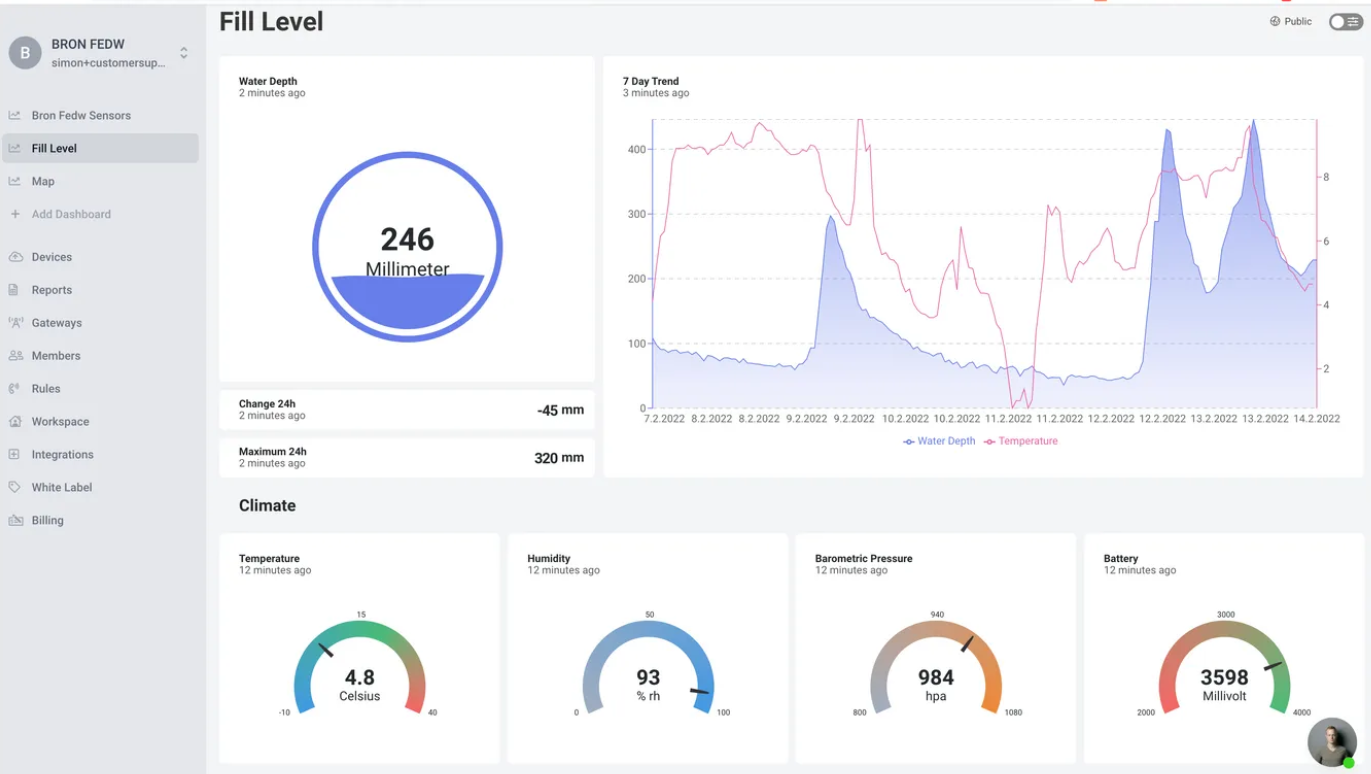 Fill Level
Public
B
BRON FEDW
simon+customersup...
Bron Fedw Sensors
Fill Level
Map
Add Dashboard
Devices
Reports
Gateways
Members
Rules
Workspace
Integrations
White Label
Billing
Water Depth
2 minutes ago
246
Millimeter
Change 24h
2 minutes ago
-45 mm
Maximum 24h
2 minutes ago
320 mm
7 Day Trend
3 minutes ago
400
300
200
100
0
8
6
4
2
7.2.2022 8.2.2022 8.2.2022 9.2.2022 9.2.2022 10.2.2022 10.2.2022 11.2.2022 11.2.2022 12.2.2022 12.2.2022 13.2.2022 13.2.2022 14.2.2022
Water Depth Temperature
Climate
Temperature
12 minutes ago
15
4.8
Celsius
-10 40
Humidity
12 minutes ago
50
93
% rh
0 100
Barometric Pressure
12 minutes ago
940
984
hpa
800 1080
Battery
12 minutes ago
3000
3598
Millivolt
2000 4000